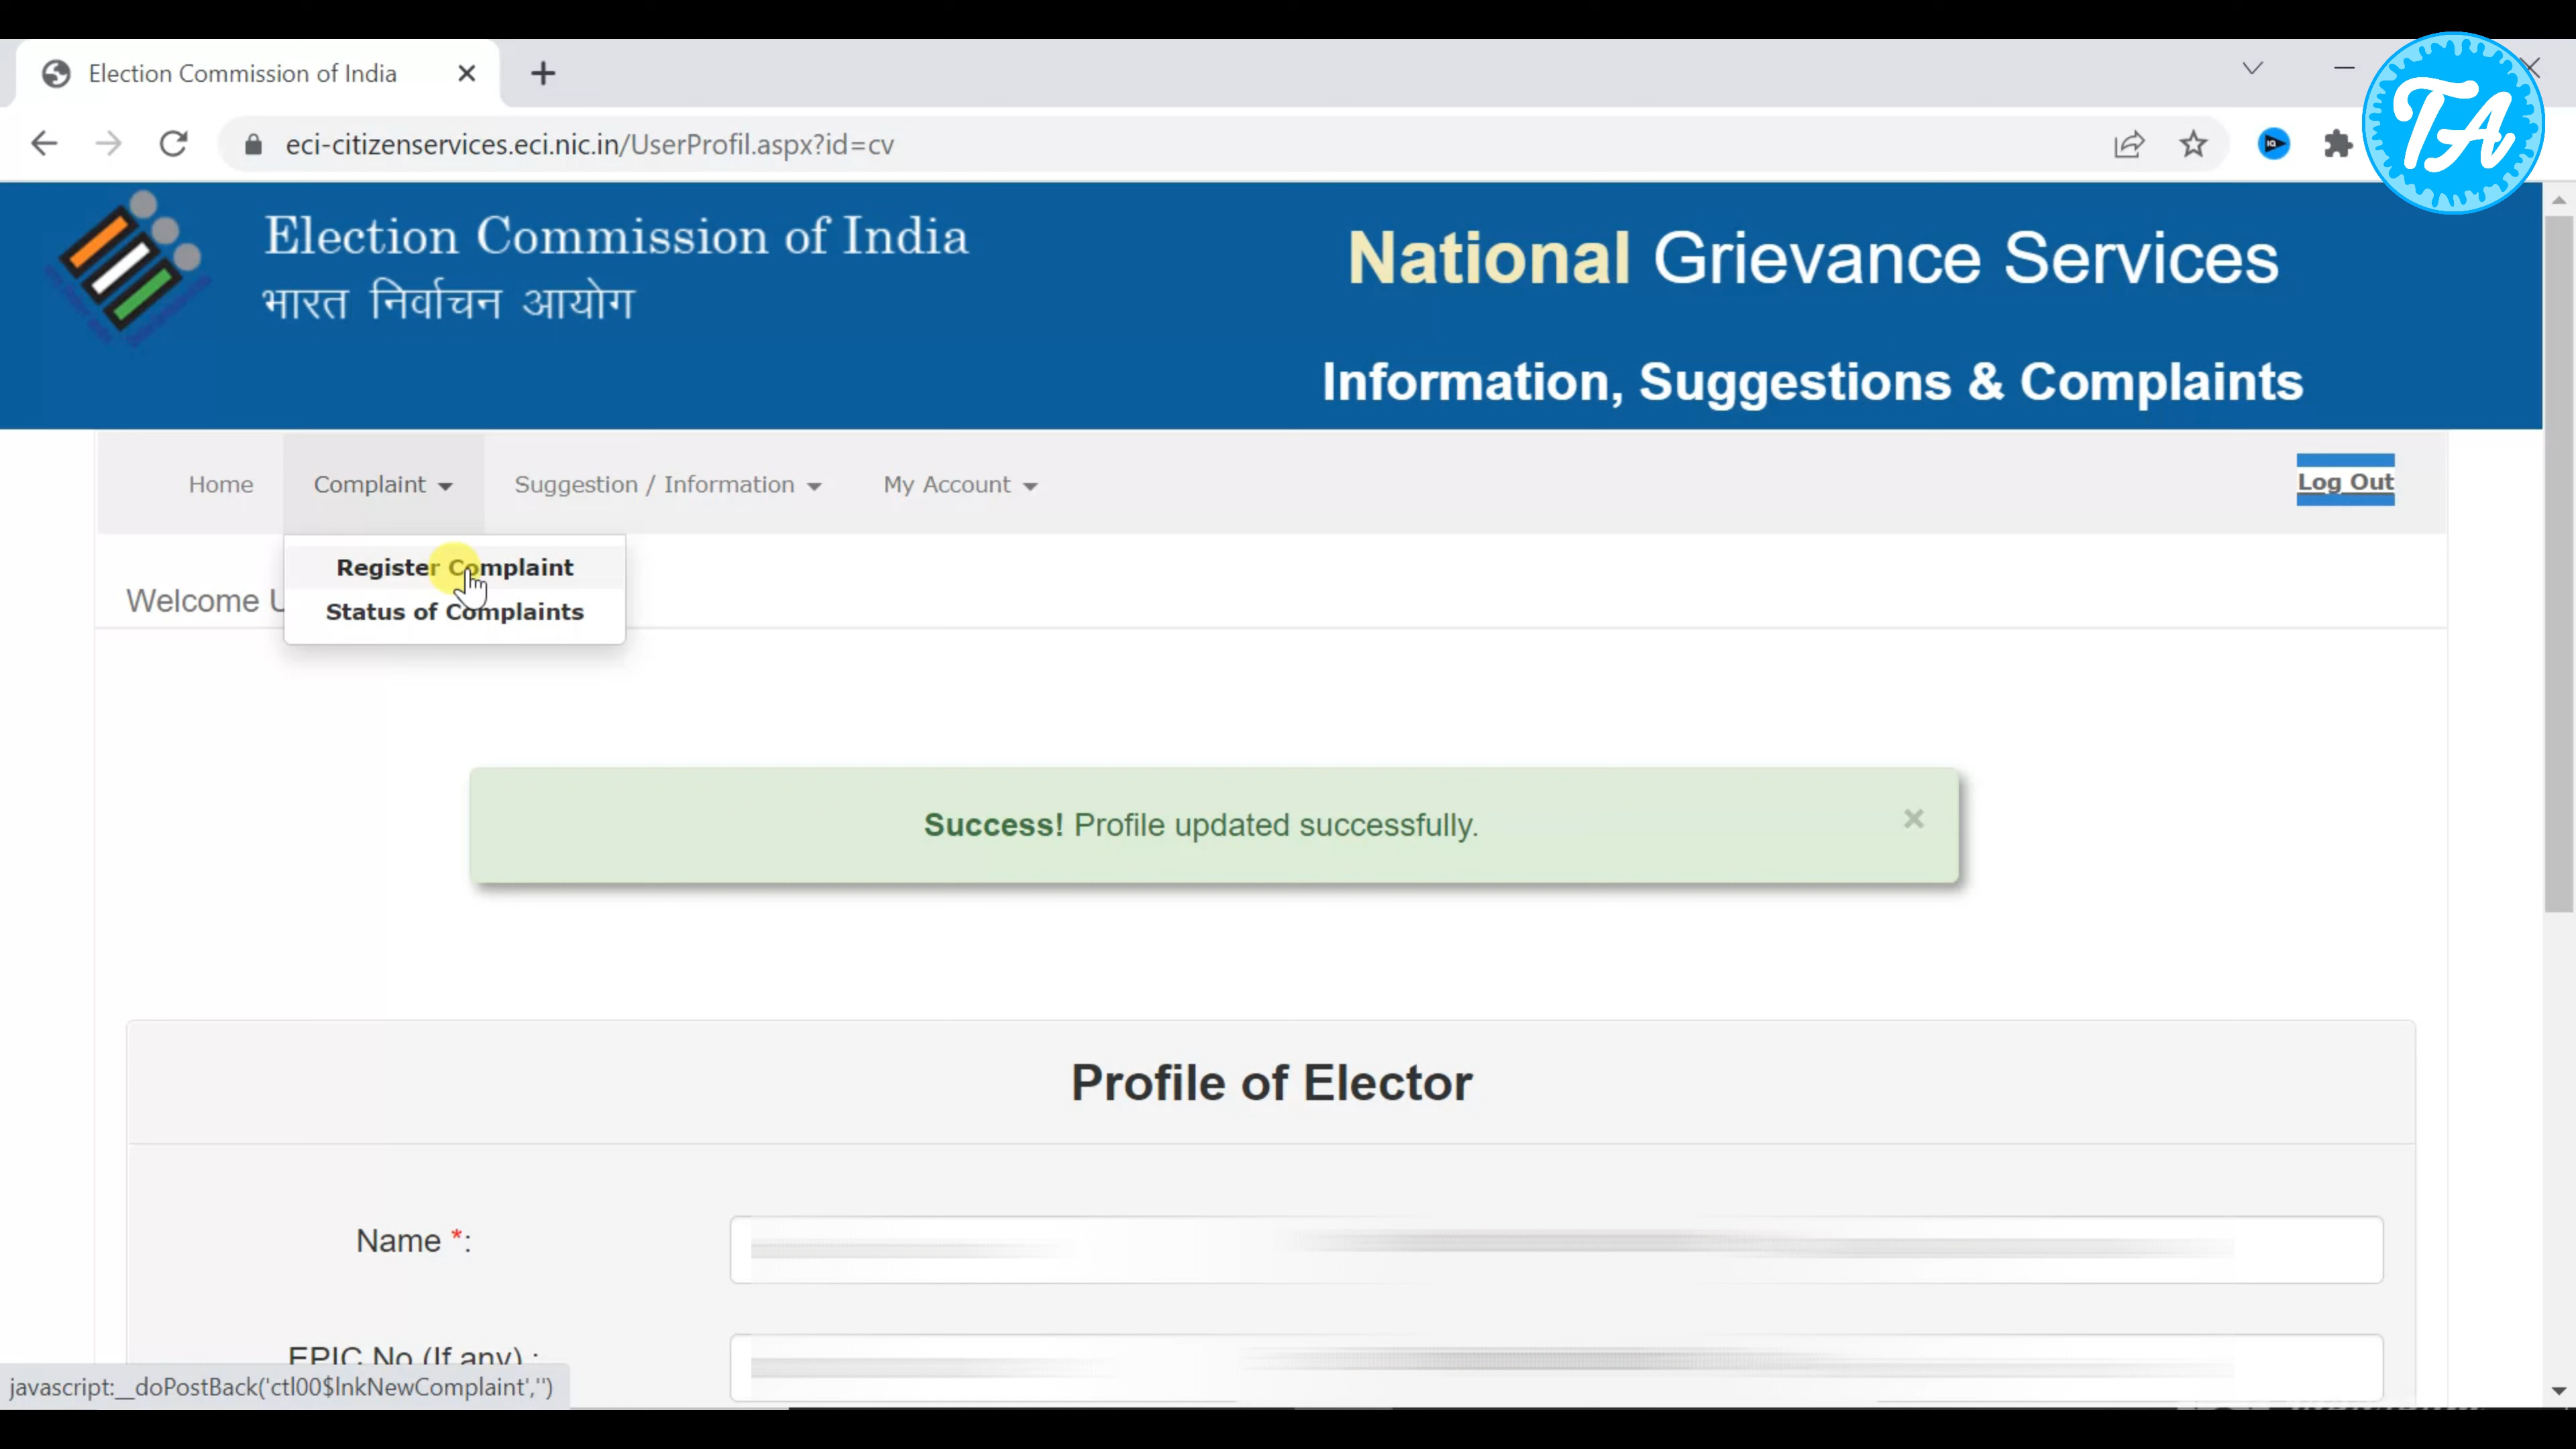 Election Commission of India
TA
eci-citizenservices.eci.nic.in/UserProfil.aspx?id=cv
Election Commission of India
भारत निर्वाचन आयोग
National Grievance Services
Information, Suggestions & Complaints
Home
Complaint
Suggestion / Information
My Account
Log Out
Register Complaint
Welcome U
Status of Complaints
Success! Profile updated successfully.
×
Profile of Elector
Name *:
EPIC No (If any) :
javascript:__doPostBack('ctl00$lnkNewComplaint','')